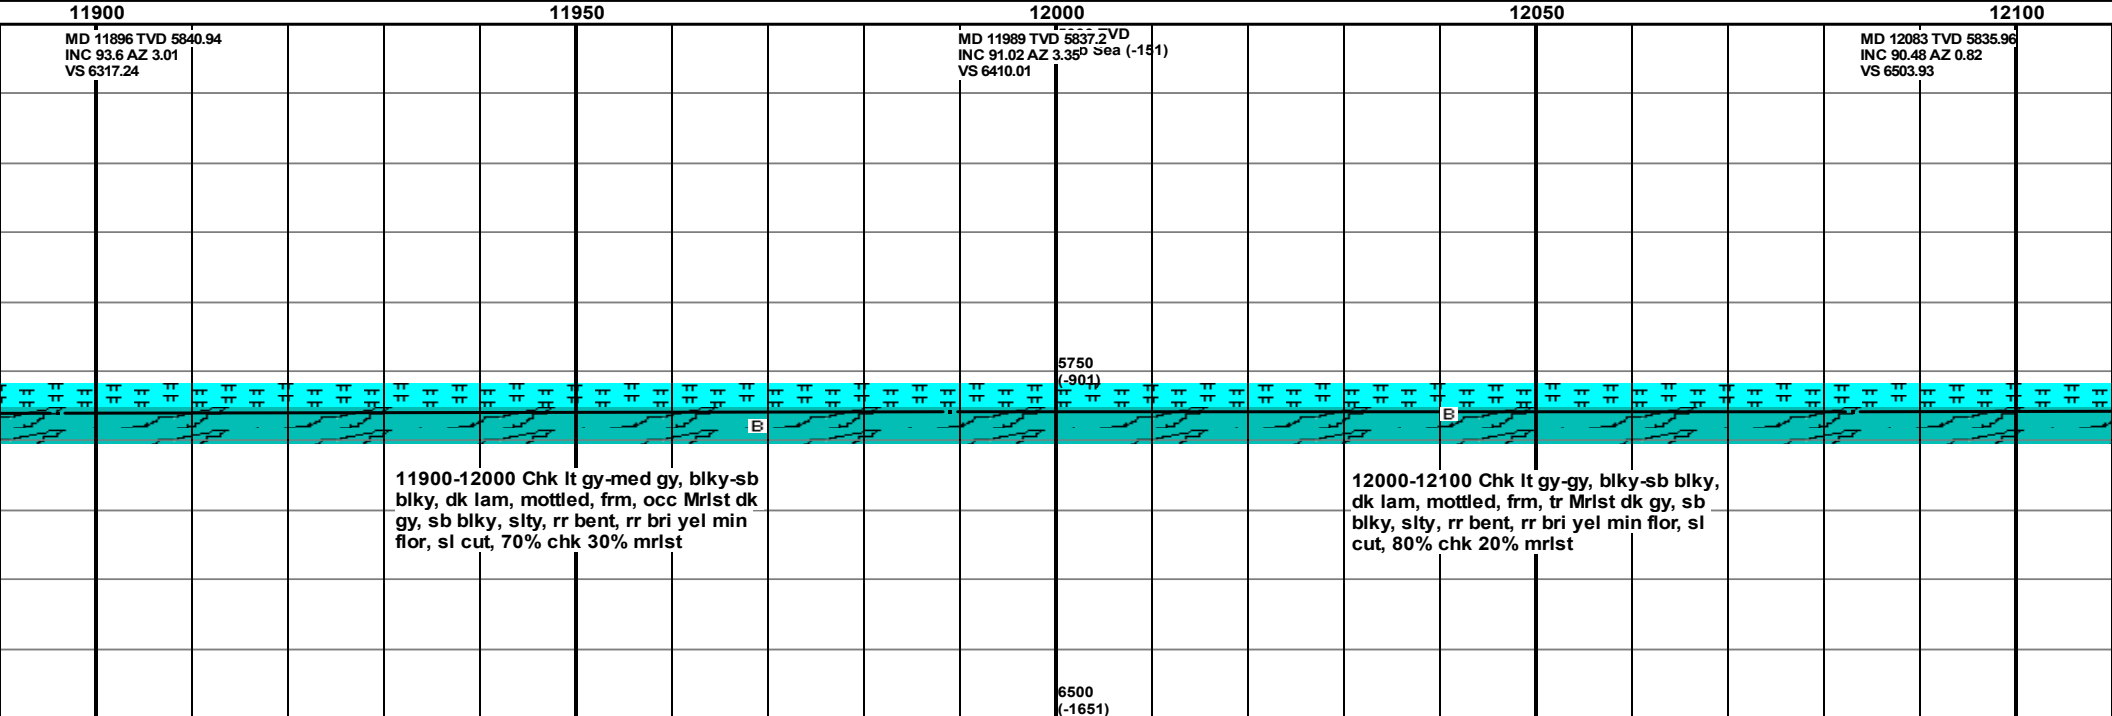 11900 11950 12000 12050 12100
MD 11896 TVD 5840.94
INC 93.6 AZ 3.01
VS 6317.24
MD 11989 TVD 5837.2
INC 91.02 AZ 3.35
VS 6410.01
TVD
b Sea (-151)
MD 12083 TVD 5835.96
INC 90.48 AZ 0.82
VS 6503.93
5750
(-901)
B
B
11900-12000 Chk lt gy-med gy, blky-sb
blky, dk lam, mottled, frm, occ Mrlst dk
gy, sb blky, slty, rr bent, rr bri yel min
flor, sl cut, 70% chk 30% mrlst
12000-12100 Chk lt gy-gy, blky-sb blky,
dk lam, mottled, frm, tr Mrlst dk gy, sb
blky, slty, rr bent, rr bri yel min flor, sl
cut, 80% chk 20% mrlst
6500
(-1651)